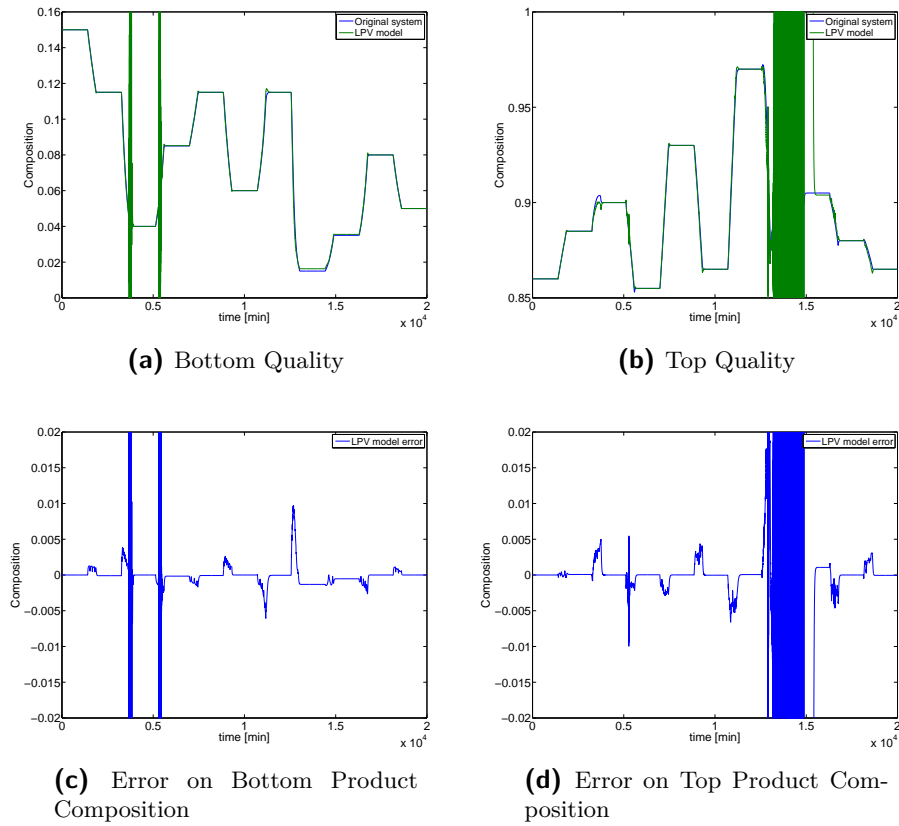 0.16
0.14
0.12
0.1
0.08
0.06
0.04
0.02
0
Composition
0
0.5
1
1.5
2
x 10^4
time [min]
Original system
LPV model
(a) Bottom Quality
1
0.95
0.9
0.85
Composition
0
0.5
1
1.5
2
x 10^4
time [min]
Original system
LPV model
(b) Top Quality
0.02
0.015
0.01
0.005
0
−0.005
−0.01
−0.015
−0.02
Composition
0
0.5
1
1.5
2
x 10^4
time [min]
LPV model error
(c) Error on Bottom Product
Composition
0.02
0.015
0.01
0.005
0
−0.005
−0.01
−0.015
−0.02
Composition
0
0.5
1
1.5
2
x 10^4
time [min]
LPV model error
(d) Error on Top Product Com-
position